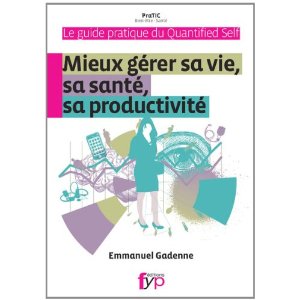 PraTIC
Bien-être - Santé
Le guide pratique du Quantified Self
Mieux gérer sa vie,
sa santé,
sa productivité
Emmanuel Gadenne
éditions
fyp